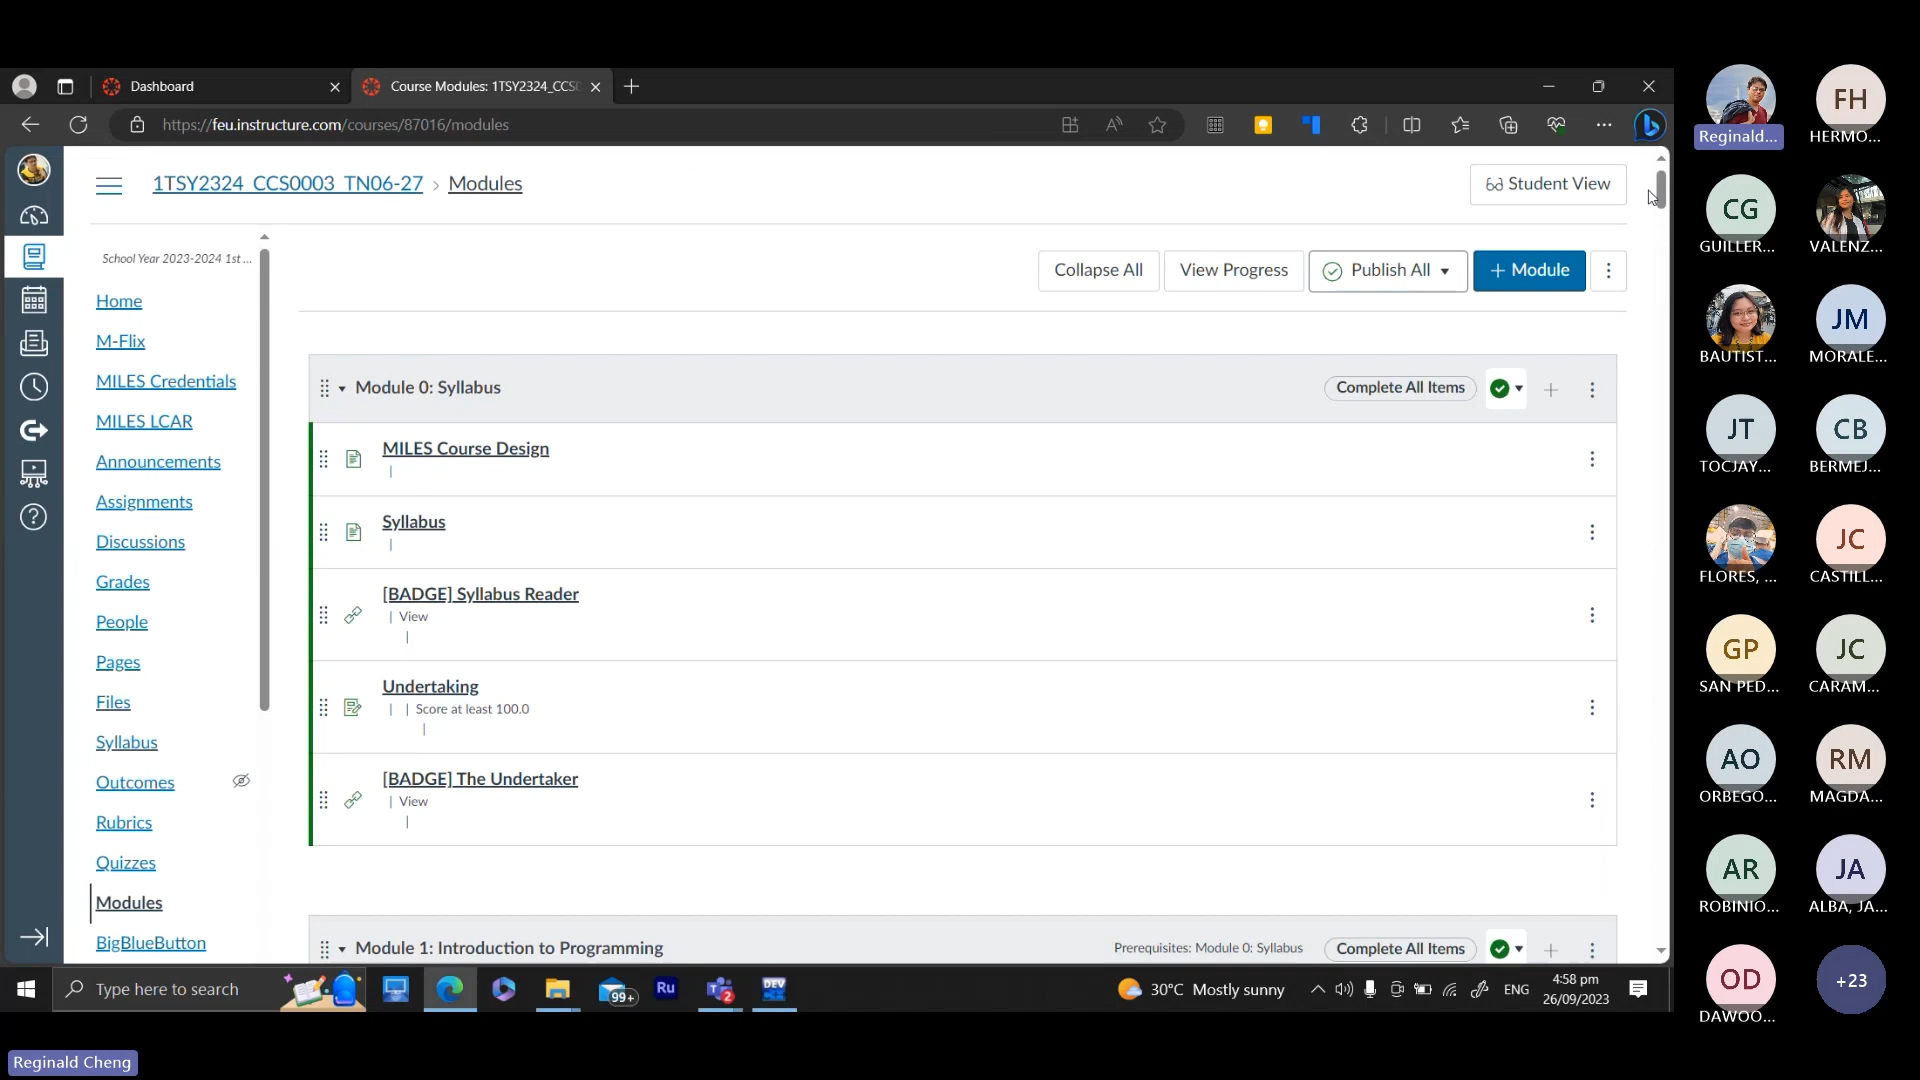 Dashboard
Course Modules: 1TSY2324_CCS0
https://feu.instructure.com/courses/87016/modules
1TSY2324_CCS0003_TN06-27 › Modules
Student View
School Year 2023-2024 1st ...
Home
M-Flix
MILES Credentials
MILES LCAR
Announcements
Assignments
Discussions
Grades
People
Pages
Files
Syllabus
Outcomes
Rubrics
Quizzes
Modules
BigBlueButton
Collapse All
View Progress
Publish All
+ Module
Module 0: Syllabus
Complete All Items
MILES Course Design
|
Syllabus
|
[BADGE] Syllabus Reader
| View
|
Undertaking
| | Score at least 100.0
|
[BADGE] The Undertaker
| View
|
Module 1: Introduction to Programming
Prerequisites: Module 0: Syllabus
Complete All Items
Type here to search
99+
Ru
2
DEV
30°C Mostly sunny
ENG
4:58 pm
26/09/2023
Reginald...
FH
HERMO...
CG
GUILLER...
VALENZ...
BAUTIST...
JM
MORALE...
JT
TOCJAY...
CB
BERMEJ...
FLORES, ...
JC
CASTILL...
GP
SAN PED...
JC
CARAM...
AO
ORBEGO...
RM
MAGDA...
AR
ROBINIO...
JA
ALBA, JA...
OD
DAWOO...
+23
Reginald Cheng